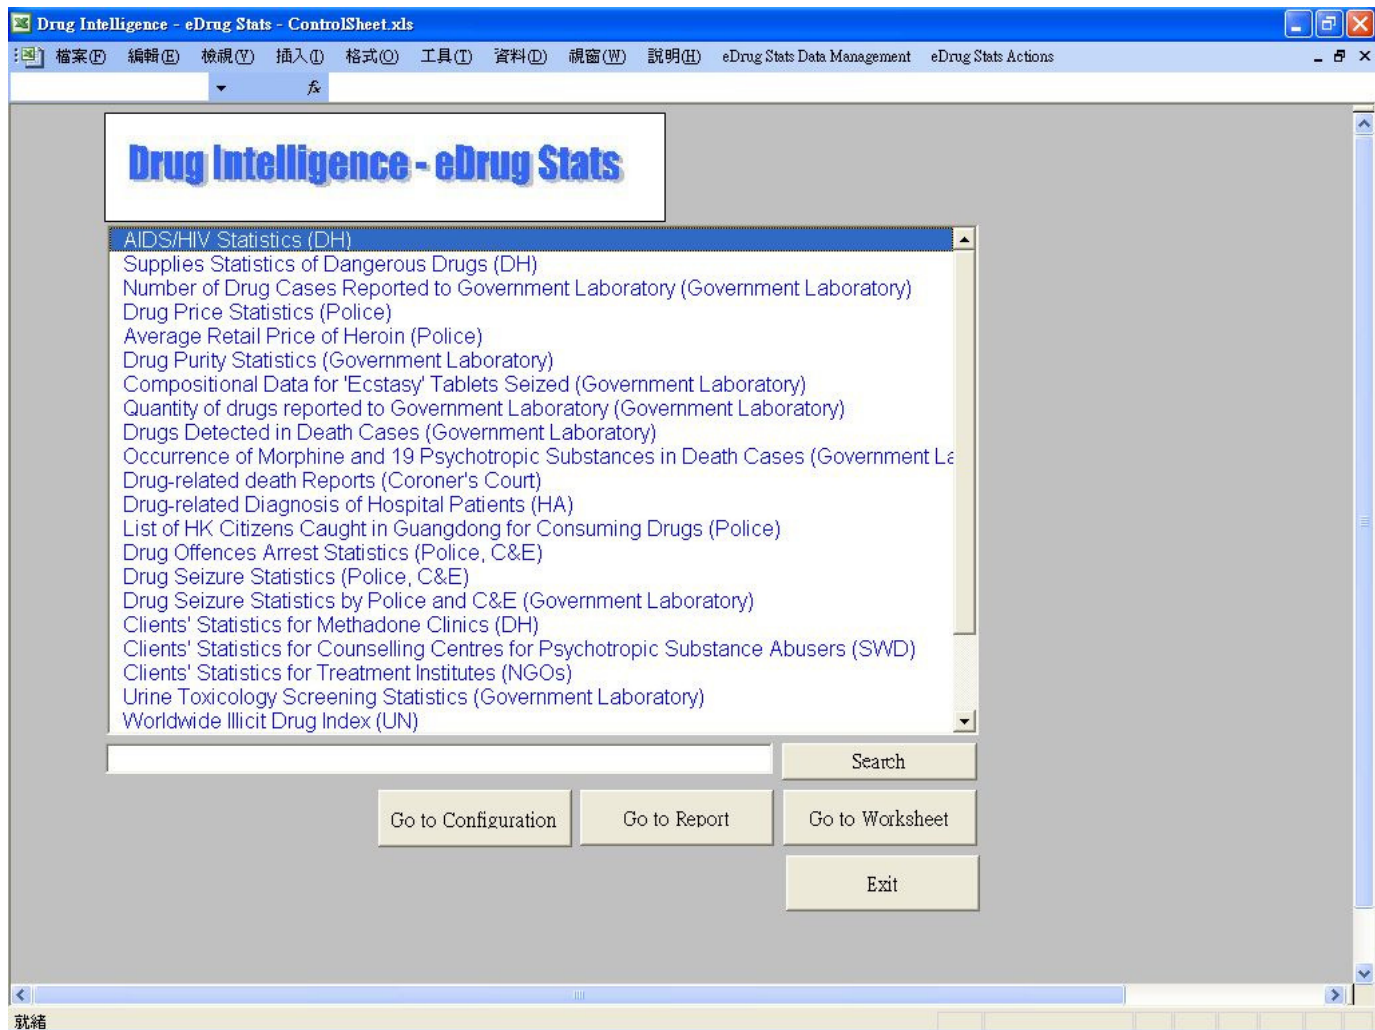 Drug Intelligence - eDrug Stats - ControlSheet.xls
檔案(F) 編輯(E) 檢視(V) 插入(I) 格式(O) 工具(T) 資料(D) 視窗(W) 說明(H) eDrug Stats Data Management eDrug Stats Actions
fx
Drug Intelligence - eDrug Stats
AIDS/HIV Statistics (DH)
Supplies Statistics of Dangerous Drugs (DH)
Number of Drug Cases Reported to Government Laboratory (Government Laboratory)
Drug Price Statistics (Police)
Average Retail Price of Heroin (Police)
Drug Purity Statistics (Government Laboratory)
Compositional Data for 'Ecstasy' Tablets Seized (Government Laboratory)
Quantity of drugs reported to Government Laboratory (Government Laboratory)
Drugs Detected in Death Cases (Government Laboratory)
Occurrence of Morphine and 19 Psychotropic Substances in Death Cases (Government La
Drug-related death Reports (Coroner's Court)
Drug-related Diagnosis of Hospital Patients (HA)
List of HK Citizens Caught in Guangdong for Consuming Drugs (Police)
Drug Offences Arrest Statistics (Police, C&E)
Drug Seizure Statistics (Police, C&E)
Drug Seizure Statistics by Police and C&E (Government Laboratory)
Clients' Statistics for Methadone Clinics (DH)
Clients' Statistics for Counselling Centres for Psychotropic Substance Abusers (SWD)
Clients' Statistics for Treatment Institutes (NGOs)
Urine Toxicology Screening Statistics (Government Laboratory)
Worldwide Illicit Drug Index (UN)
Search
Go to Configuration Go to Report Go to Worksheet
Exit
就緒